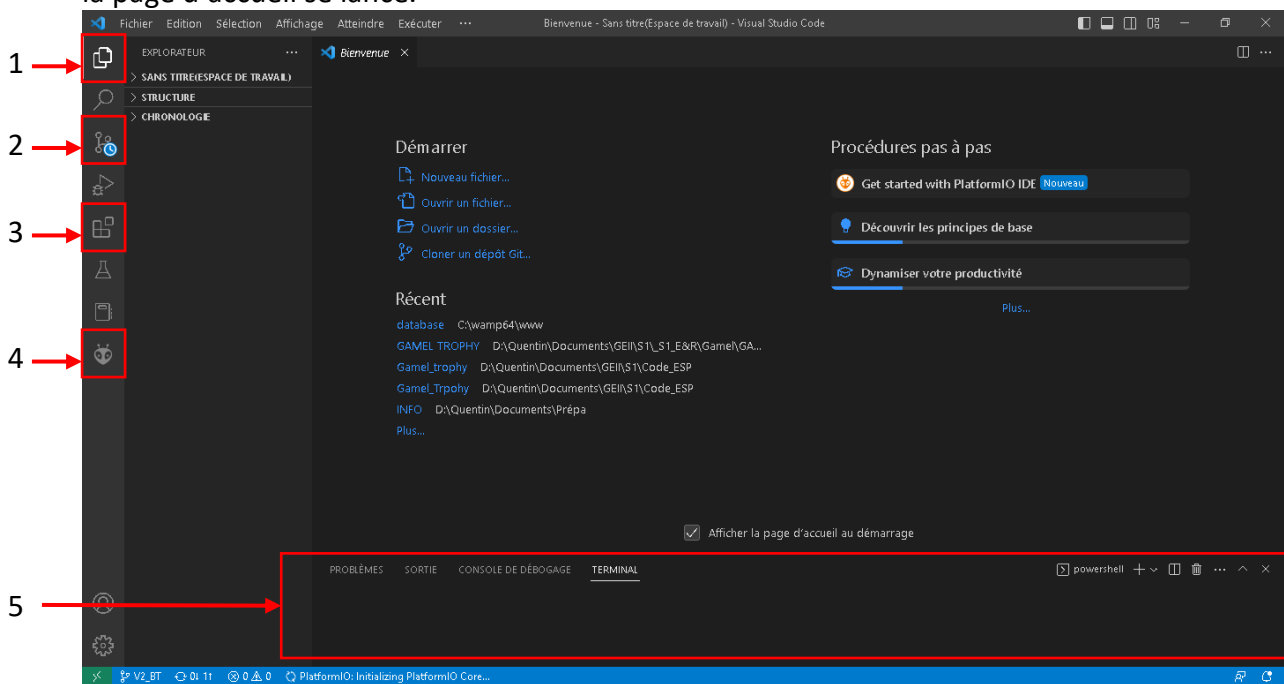 la page d'accueil se lance.
Fichier Edition Sélection Affichage Atteindre Exécuter ··· Bienvenue - Sans titre(Espace de travail) - Visual Studio Code
1
EXPLORATEUR ···
Bienvenue
SANS TITRE(ESPACE DE TRAVAIL)
STRUCTURE
CHRONOLOGIE
2
3
4
5
Démarrer
Nouveau fichier...
Ouvrir un fichier...
Ouvrir un dossier...
Cloner un dépôt Git...
Récent
database C:\wamp64\www
GAMEL TROPHY D:\Quentin\Documents\GEII\S1\_S1_E&R\Gamel\GA...
Gamel_trophy D:\Quentin\Documents\GEII\S1\Code_ESP
Gamel_Trpohy D:\Quentin\Documents\GEII\S1\Code_ESP
INFO D:\Quentin\Documents\Prépa
Plus...
Procédures pas à pas
Get started with PlatformIO IDE Nouveau
Découvrir les principes de base
Dynamiser votre productivité
Plus...
Afficher la page d'accueil au démarrage
PROBLÈMES SORTIE CONSOLE DE DÉBOGAGE TERMINAL
powershell
V2_BT 0↓ 1↑ 0 0 PlatformIO: Initializing PlatformIO Core...